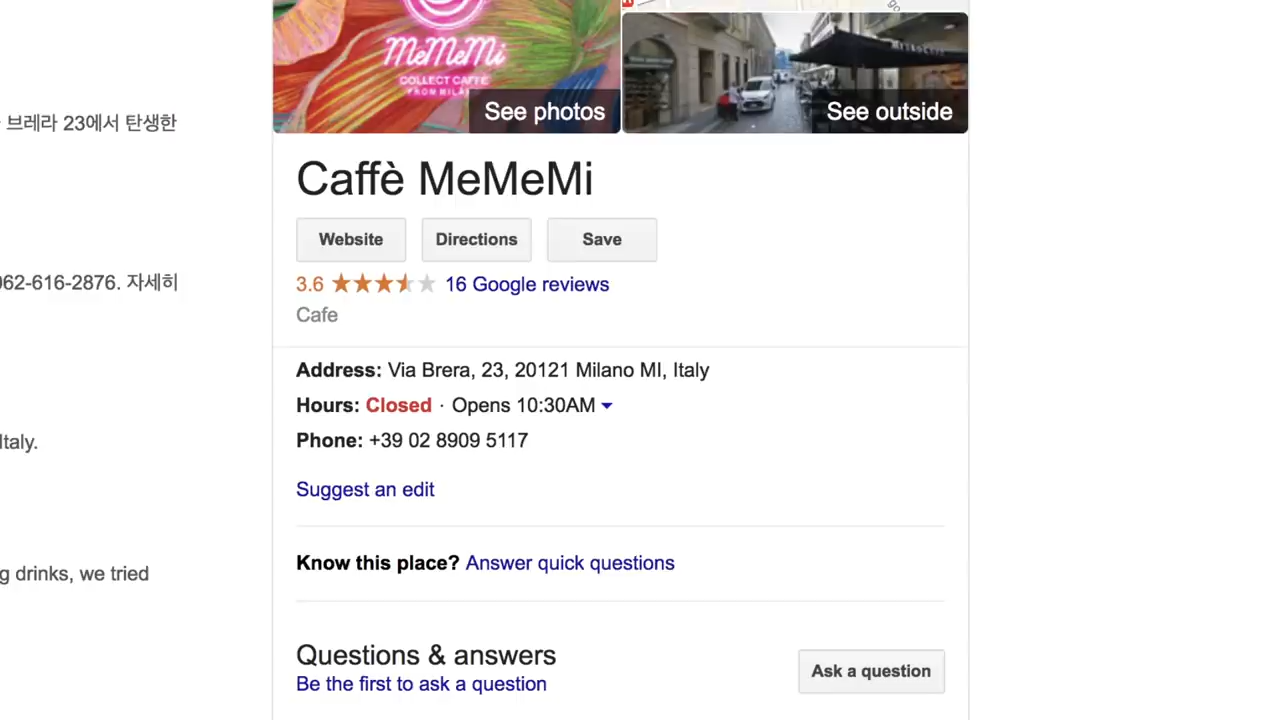 MeMeMi
COLLECT CAFFÈ
FROM MILA
See photos
See outside
브레라 23에서 탄생한
Caffè MeMeMi
Website
Directions
Save
062-616-2876. 자세히
3.6
16 Google reviews
Cafe
Address: Via Brera, 23, 20121 Milano MI, Italy
Hours: Closed · Opens 10:30AM
Phone: +39 02 8909 5117
Italy.
Suggest an edit
Know this place? Answer quick questions
g drinks, we tried
Questions & answers
Be the first to ask a question
Ask a question